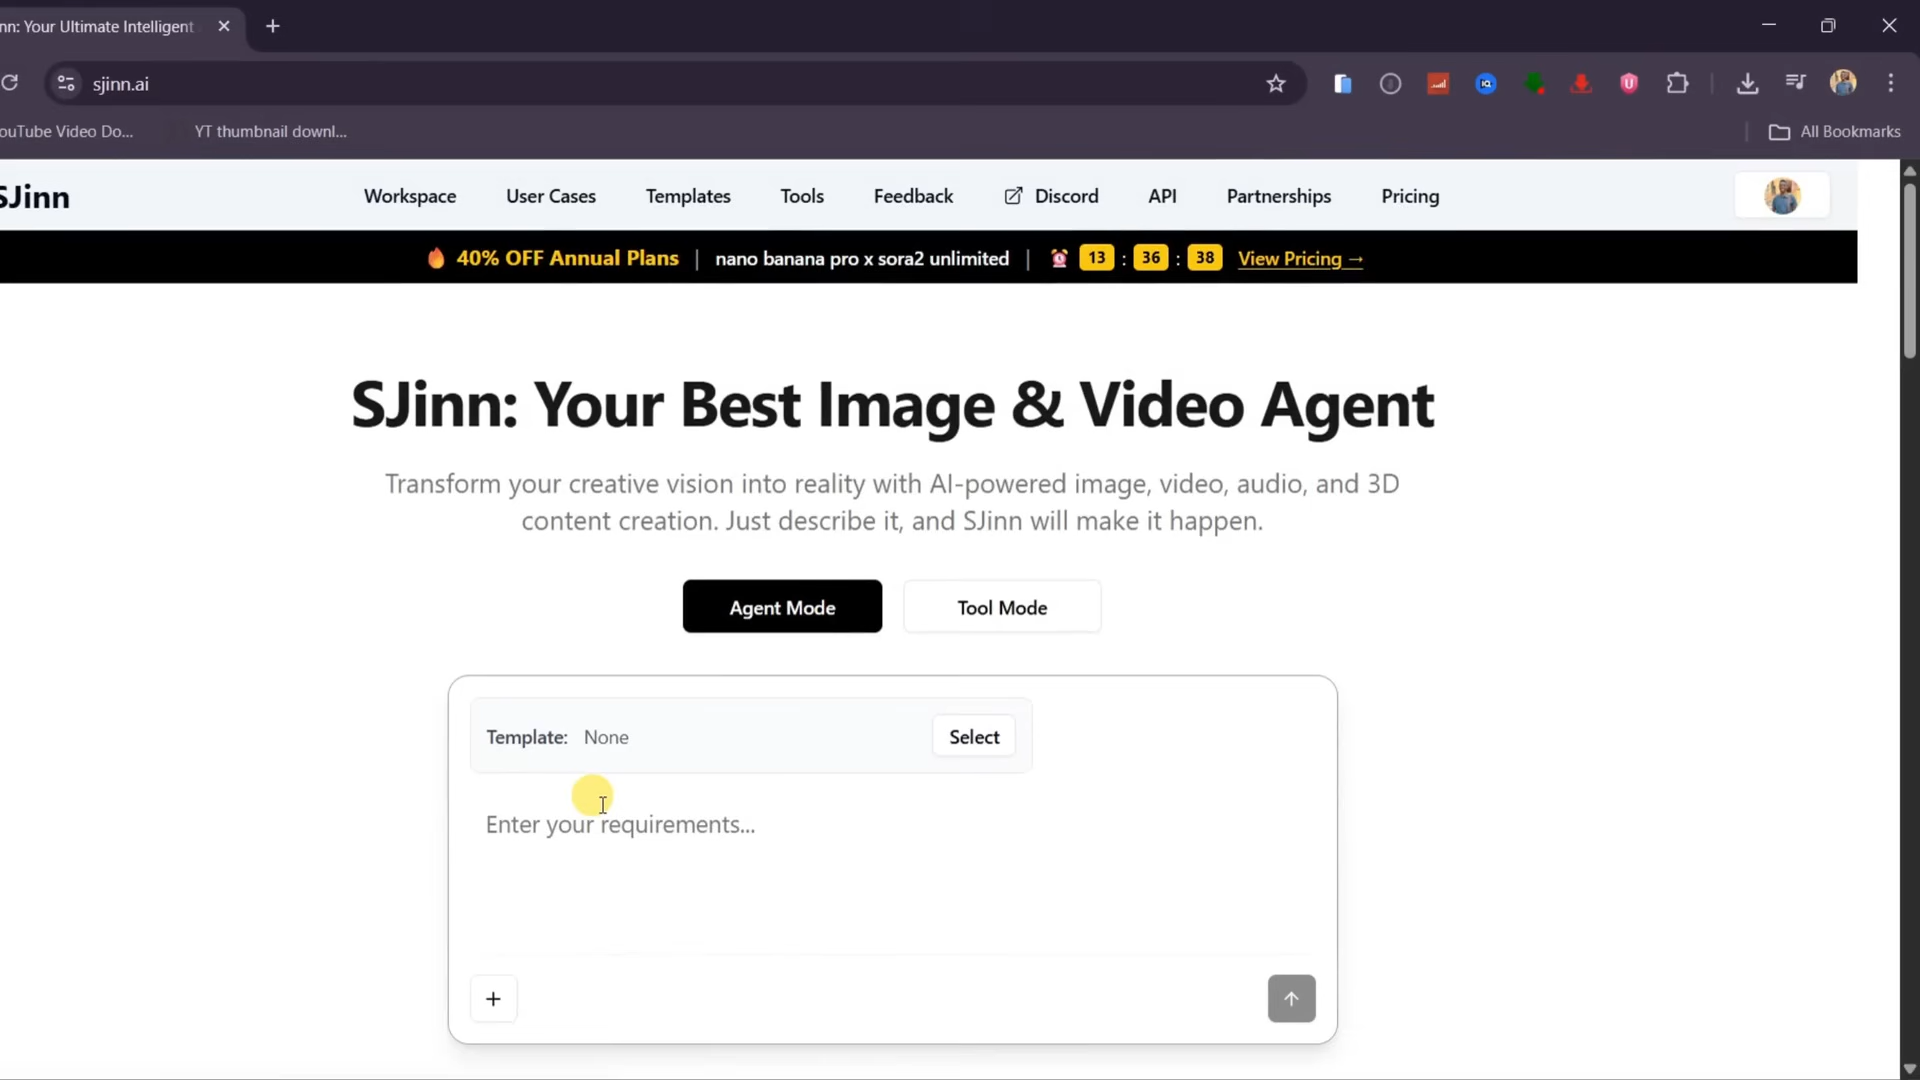 nn: Your Ultimate Intelligent
sjinn.ai
ouTube Video Do...
YT thumbnail downl...
All Bookmarks
SJinn
Workspace
User Cases
Templates
Tools
Feedback
Discord
API
Partnerships
Pricing
40% OFF Annual Plans | nano banana pro x sora2 unlimited | 13 : 36 : 38 View Pricing →
SJinn: Your Best Image & Video Agent
Transform your creative vision into reality with AI-powered image, video, audio, and 3D
content creation. Just describe it, and SJinn will make it happen.
Agent Mode
Tool Mode
Template: None
Select
Enter your requirements...